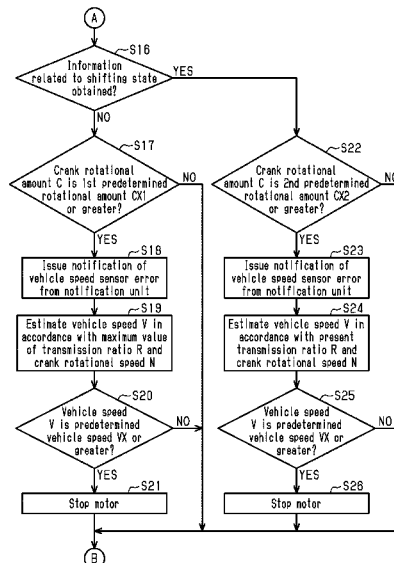 A
S16
Information
related to shifting state
obtained?
YES
NO
S17
Crank rotational
amount C is 1st predetermined
rotational amount CX1
or greater?
NO
YES
S22
Crank rotational
amount C is 2nd predetermined
rotational amount CX2
or greater?
NO
YES
S18
Issue notification of
vehicle speed sensor error
from notification unit
S23
Issue notification of
vehicle speed sensor error
from notification unit
S19
Estimate vehicle speed V in
accordance with maximum value
of transmission ratio R and
crank rotational speed N
S24
Estimate vehicle speed V in
accordance with present
transmission ratio R and
crank rotational speed N
S20
Vehicle speed
V is predetermined
vehicle speed VX or
greater?
NO
YES
S25
Vehicle speed
V is predetermined
vehicle speed VX or
greater?
NO
YES
S21
Stop motor
S26
Stop motor
B